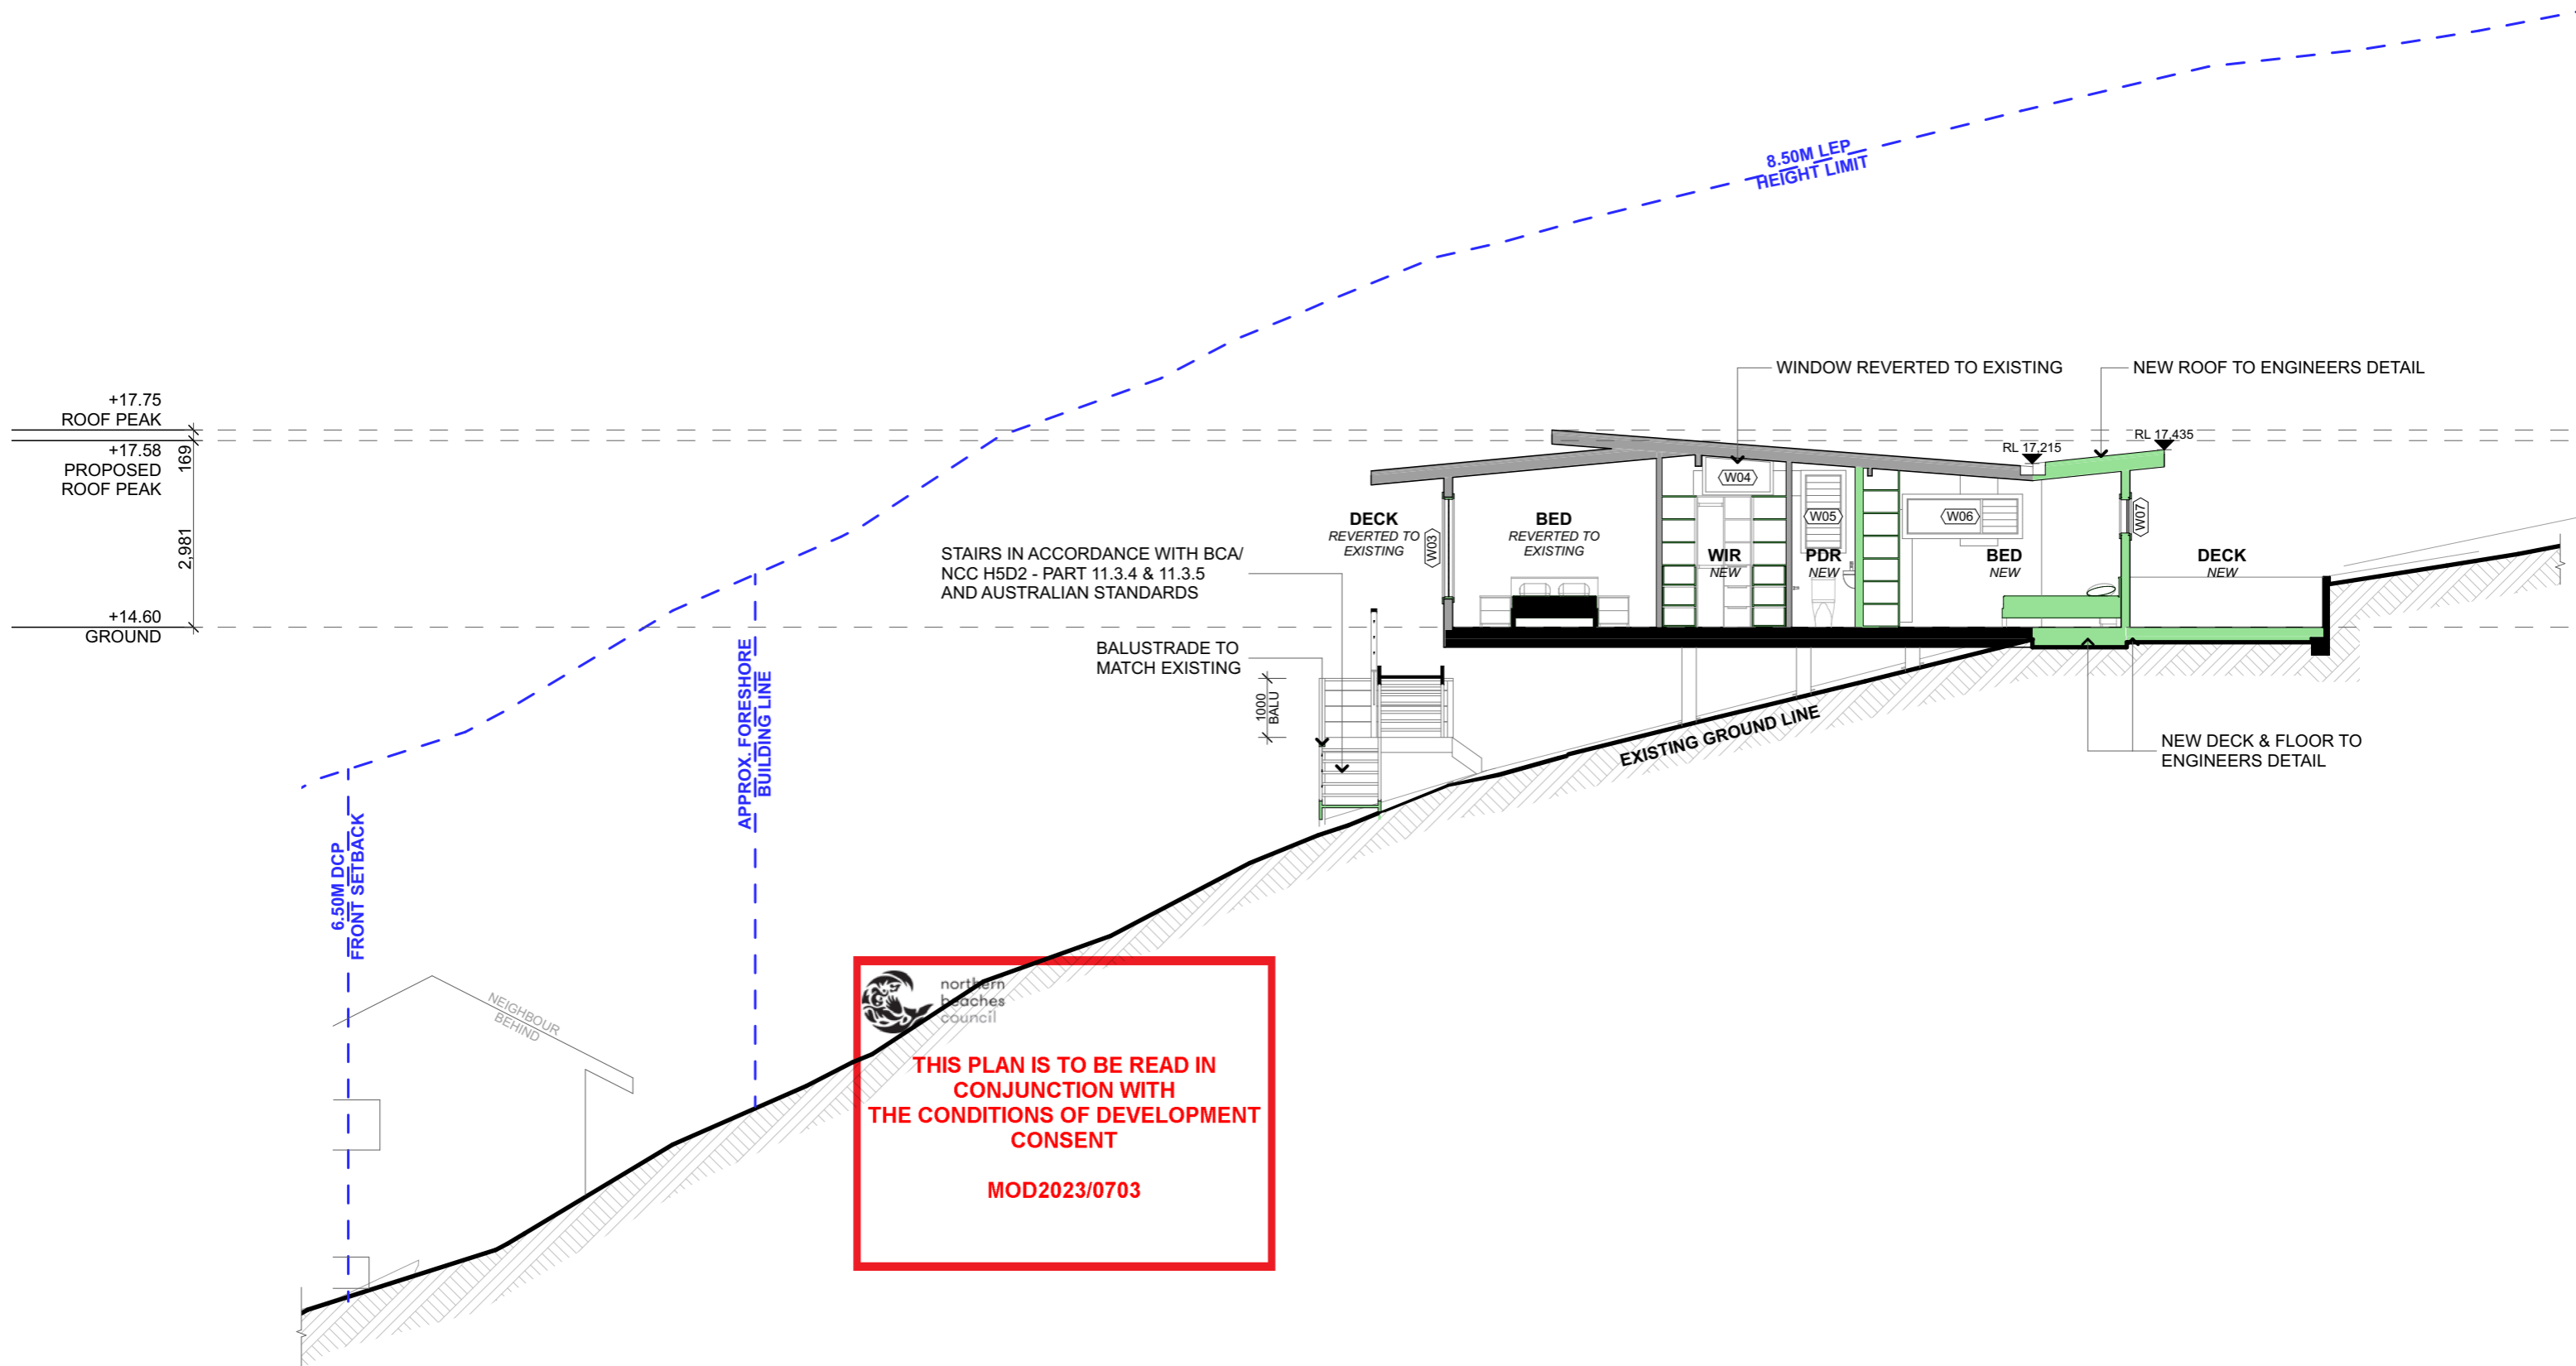 8.50M LEP
HEIGHT LIMIT
WINDOW REVERTED TO EXISTING
NEW ROOF TO ENGINEERS DETAIL
+17.75
ROOF PEAK
169
+17.58
PROPOSED
ROOF PEAK
2,981
+14.60
GROUND
RL 17,215
RL 17,435
W04
W05
W06
W03
W07
DECK
REVERTED TO
EXISTING
BED
REVERTED TO
EXISTING
WIR
NEW
PDR
NEW
BED
NEW
DECK
NEW
STAIRS IN ACCORDANCE WITH BCA/
NCC H5D2 - PART 11.3.4 & 11.3.5
AND AUSTRALIAN STANDARDS
BALUSTRADE TO
MATCH EXISTING
1000
BALU
EXISTING GROUND LINE
NEW DECK & FLOOR TO
ENGINEERS DETAIL
APPROX. FORESHORE
BUILDING LINE
6.50M DCP
FRONT SETBACK
NEIGHBOUR
BEHIND
northern
beaches
council
THIS PLAN IS TO BE READ IN
CONJUNCTION WITH
THE CONDITIONS OF DEVELOPMENT
CONSENT
MOD2023/0703